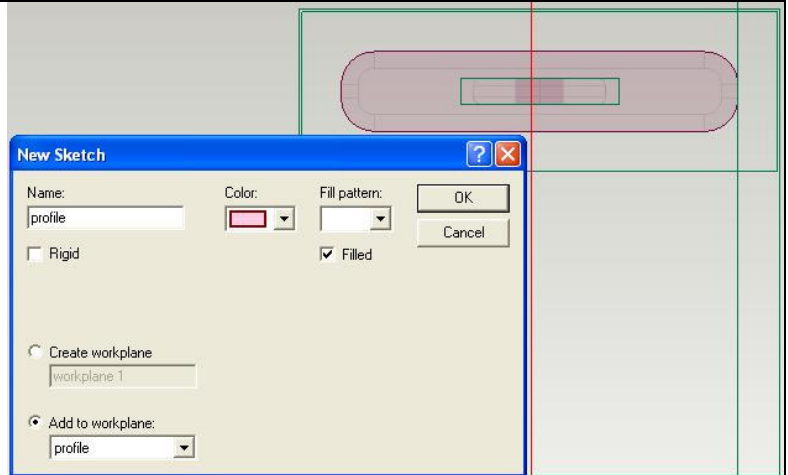 New Sketch
Name:
Color:
Fill pattern:
OK
profile
Cancel
Rigid
Filled
Create workplane
workplane 1
Add to workplane:
profile